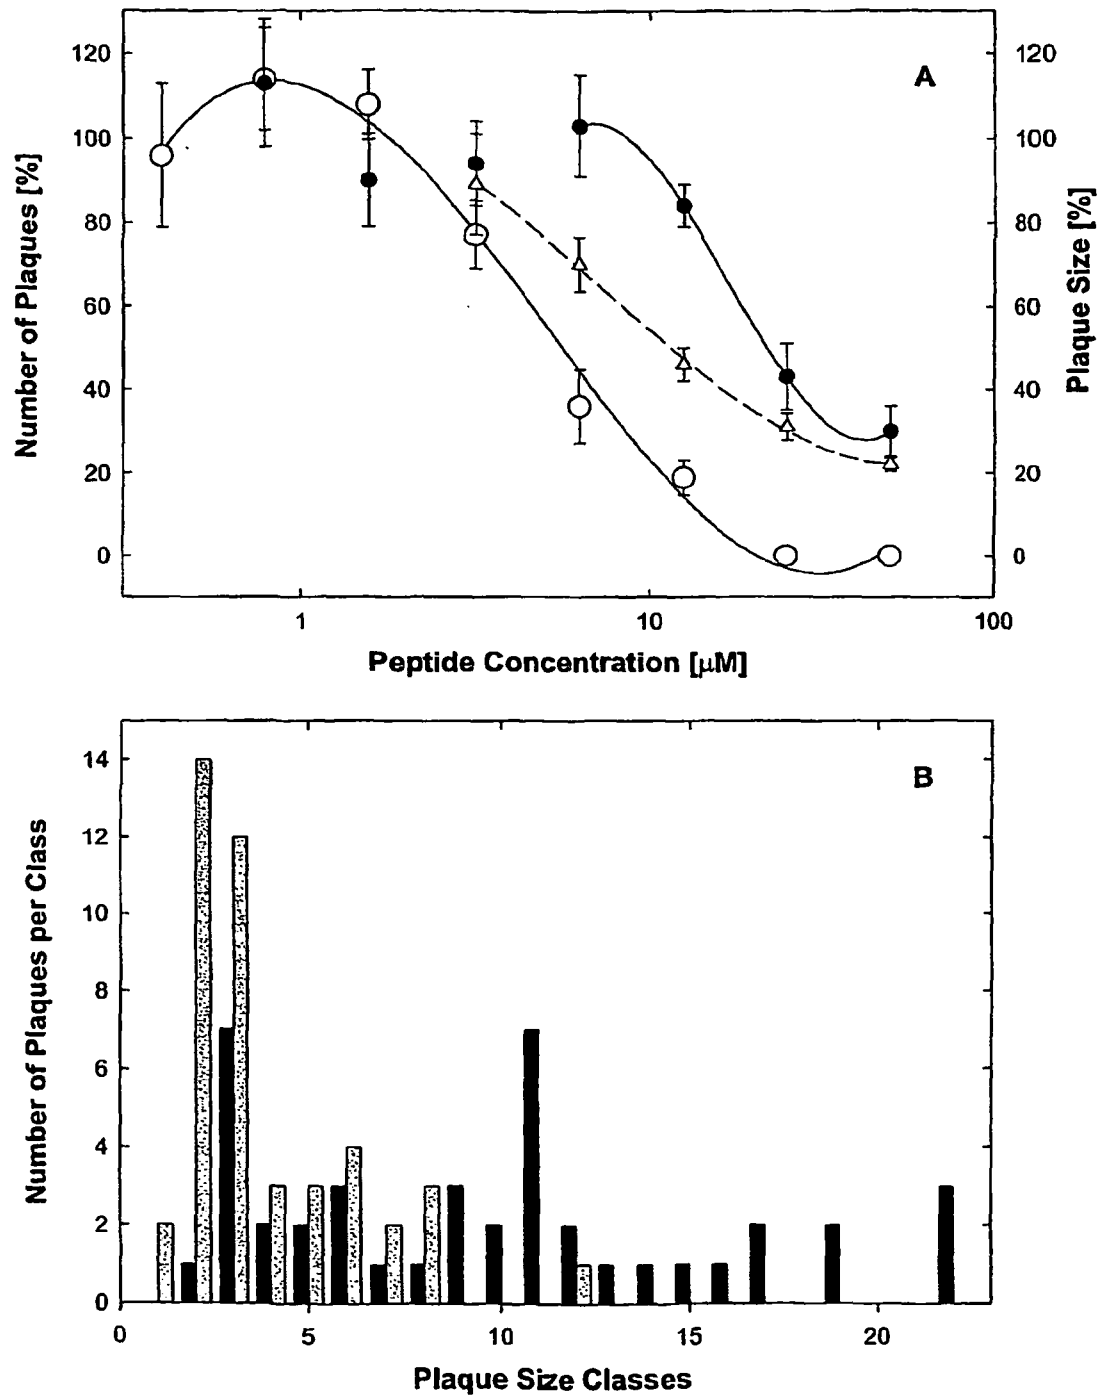 A
120 120
100 100
80 80
60 60
40 40
20 20
0 0
Number of Plaques [%]
Plaque Size [%]
1 10 100
Peptide Concentration [μM]
B
14
12
10
8
6
4
2
0
Number of Plaques per Class
0 5 10 15 20
Plaque Size Classes